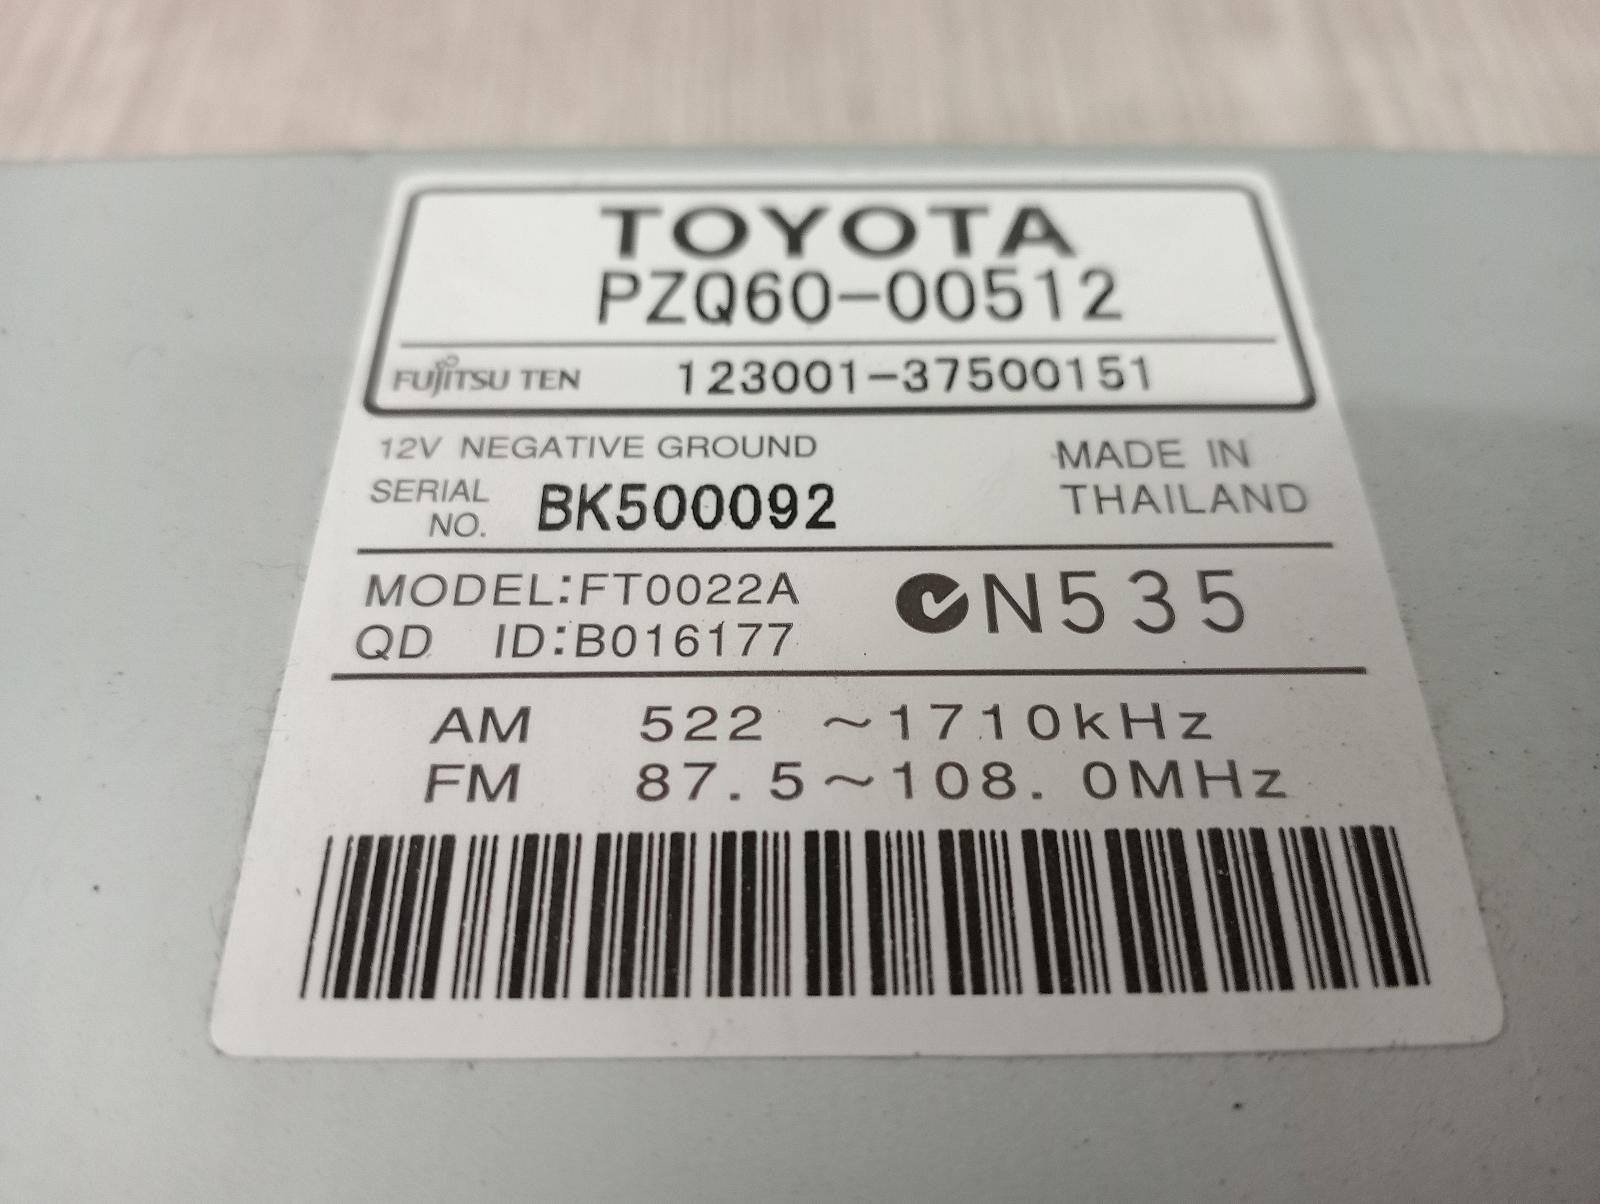 TOYOTA
PZQ60-00512
FUJITSU TEN 123001-37500151
12V NEGATIVE GROUND
MADE IN
THAILAND
SERIAL
NO. BK500092
MODEL:FT0022A
QD ID:B016177
N535
AM 522 ~1710kHz
FM 87.5~108.0MHz